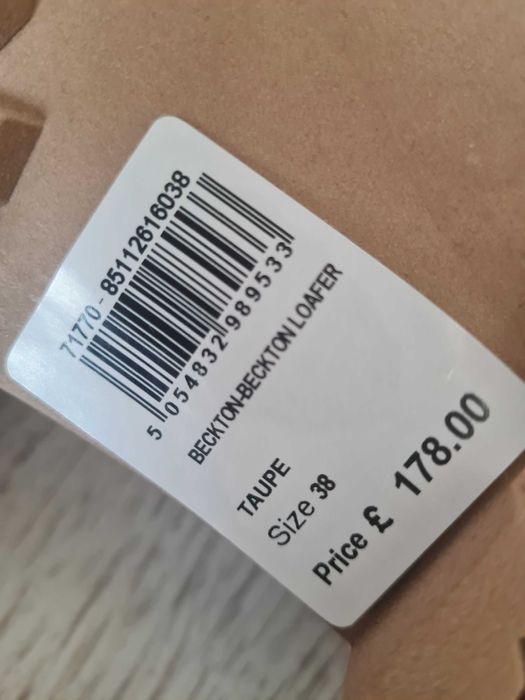 71770 - 85112616038
5 054832 989533
BECKTON-BECKTON LOAFER
TAUPE
Size 38
Price £ 178.00